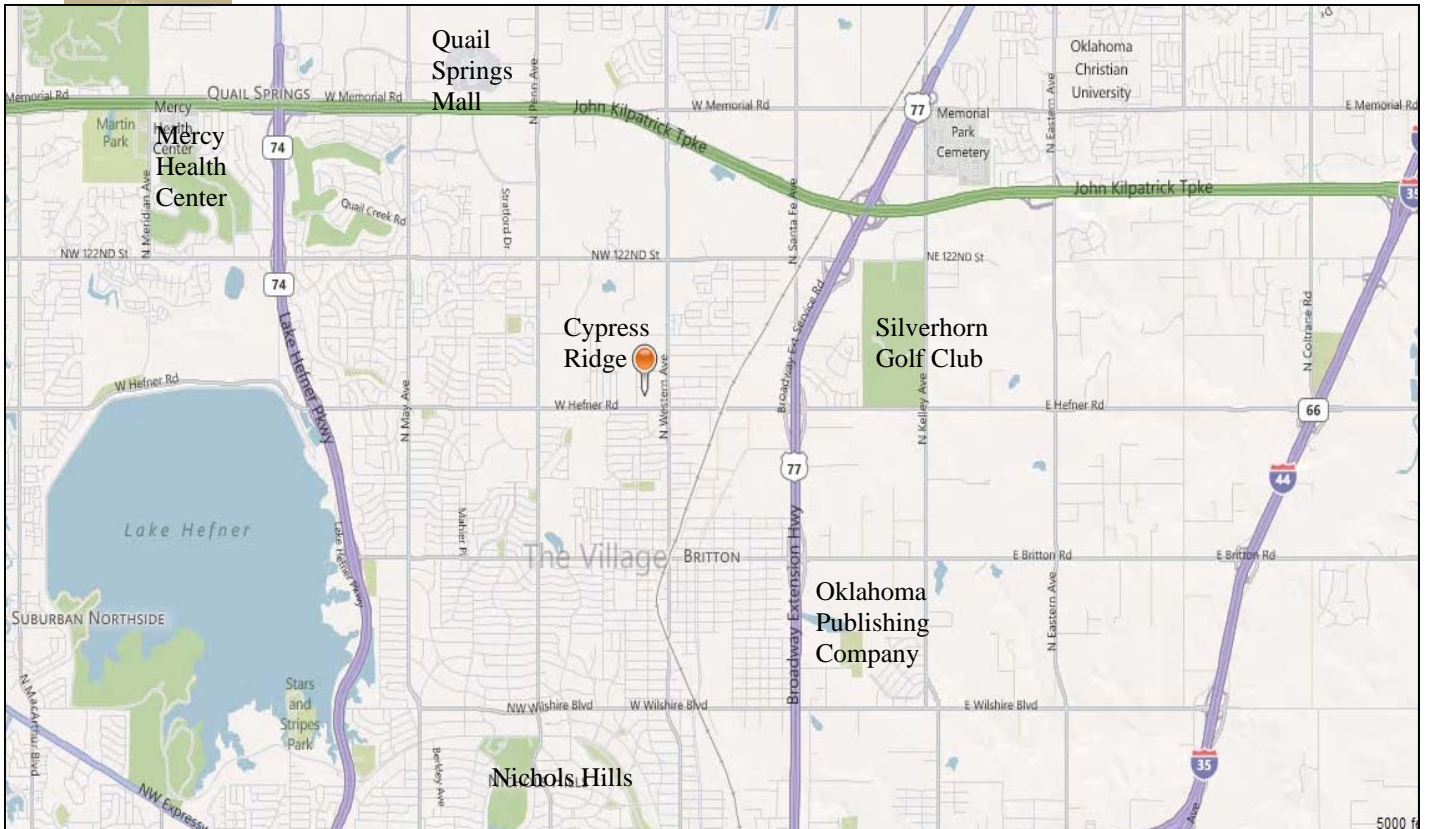 Quail
Springs
Mall
Oklahoma
Christian
University
Memorial Rd
QUAIL SPRINGS
W Memorial Rd
N Penn Ave
John Kilpatrick Tpke
W Memorial Rd
77
Memorial
Park
Cemetery
N Eastern Ave
E Memorial Rd
Martin
Park
Mercy
Health
Center
Mercy
Health
Center
74
N Meridian Ave
Quail Creek Rd
Stratford Dr
N Santa Fe Ave
John Kilpatrick Tpke
35
NW 122ND St
NW 122ND St
NE 122ND St
74
Lake Hefner Pkwy
Cypress
Ridge
Broadway Ext Service Rd
Silverhorn
Golf Club
N Coltrane Rd
W Hefner Rd
N May Ave
W Hefner Rd
N Western Ave
N Kelley Ave
E Hefner Rd
66
77
44
Lake Hefner
Lake Hefner Pkwy
The Village
BRITTON
Broadway Extension Hwy
E Britton Rd
E Britton Rd
Oklahoma
Publishing
Company
N Eastern Ave
SUBURBAN NORTHSIDE
N MacArthur Blvd
Stars
and
Stripes
Park
NW Wilshire Blvd
W Wilshire Blvd
E Wilshire Blvd
Berkley Ave
Nichols Hills
35
NW Expressw
Ave
5000 fe